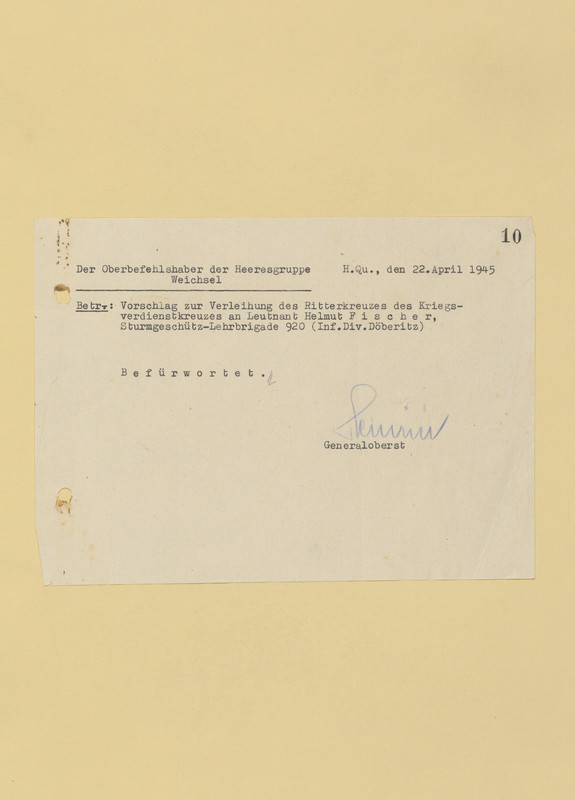 10
Der Oberbefehlshaber der Heeresgruppe H.Qu., den 22.April 1945
Weichsel
Betr.: Vorschlag zur Verleihung des Ritterkreuzes des Kriegs-
verdienstkreuzes an Leutnant Helmut F i s c h e r,
Sturmgeschütz-Lehrbrigade 920 (Inf.Div.Döberitz)
B e f ü r w o r t e t .
Generaloberst